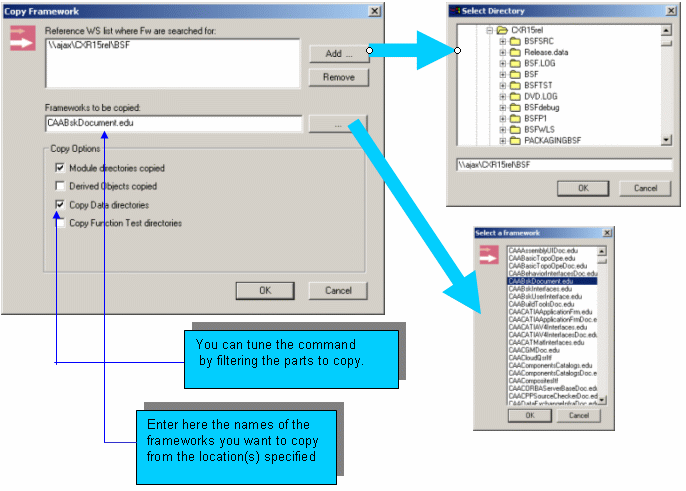 Copy Framework
Reference WS list where Fw are searched for:
\\ajax\CXR15rel\BSF
Add ...
Remove
Frameworks to be copied:
CAABskDocument.edu
...
Copy Options
Module directories copied
Derived Objects copied
Copy Data directories
Copy Function Test directories
OK
Cancel
Select Directory
CXR15rel
BSFSRC
Release.data
BSF.LOG
BSF
BSFTST
DVD.LOG
BSFdebug
BSFP1
BSFWLS
PACKAGINGBSF
\\ajax\CXR15rel\BSF
OK
Cancel
Select a framework
CAAAssemblyUIDoc.edu
CAABasicTopoOpe.edu
CAABasicTopoOpeDoc.edu
CAABehaviorInterfacesDoc.edu
CAABskDocument.edu
CAABskInterfaces.edu
CAABskUserInterface.edu
CAABuildToolsDoc.edu
CAACATIAApplicationFrm.edu
CAACATIAApplicationFrmDoc.e
CAACATIAV4Interfaces.edu
CAACATIAV4InterfacesDoc.edu
CAACATMatInterfaces.edu
CAACGMDoc.edu
CAACloudQsItf
CAAComponentsCatalogs.edu
CAAComponentsCatalogsDoc.e
CAACompositesItf
CAACORBAServerBaseDoc.ed
CAACPPSourceCheckerDoc.ed
CAADataExchangeInfraDoc.ed
OK
Cancel
You can tune the command
by filtering the parts to copy.
Enter here the names of the
frameworks you want to copy
from the location(s) specified